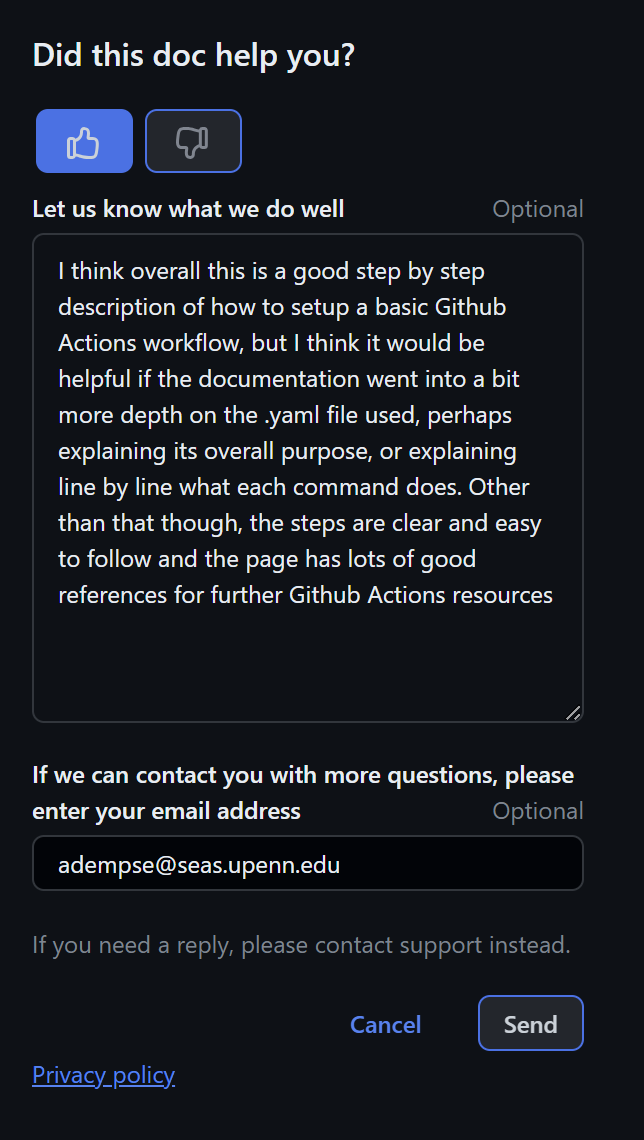 Did this doc help you?
Let us know what we do well Optional
I think overall this is a good step by step
description of how to setup a basic Github
Actions workflow, but I think it would be
helpful if the documentation went into a bit
more depth on the .yaml file used, perhaps
explaining its overall purpose, or explaining
line by line what each command does. Other
than that though, the steps are clear and easy
to follow and the page has lots of good
references for further Github Actions resources
If we can contact you with more questions, please
enter your email address Optional
adempse@seas.upenn.edu
If you need a reply, please contact support instead.
Cancel Send
Privacy policy